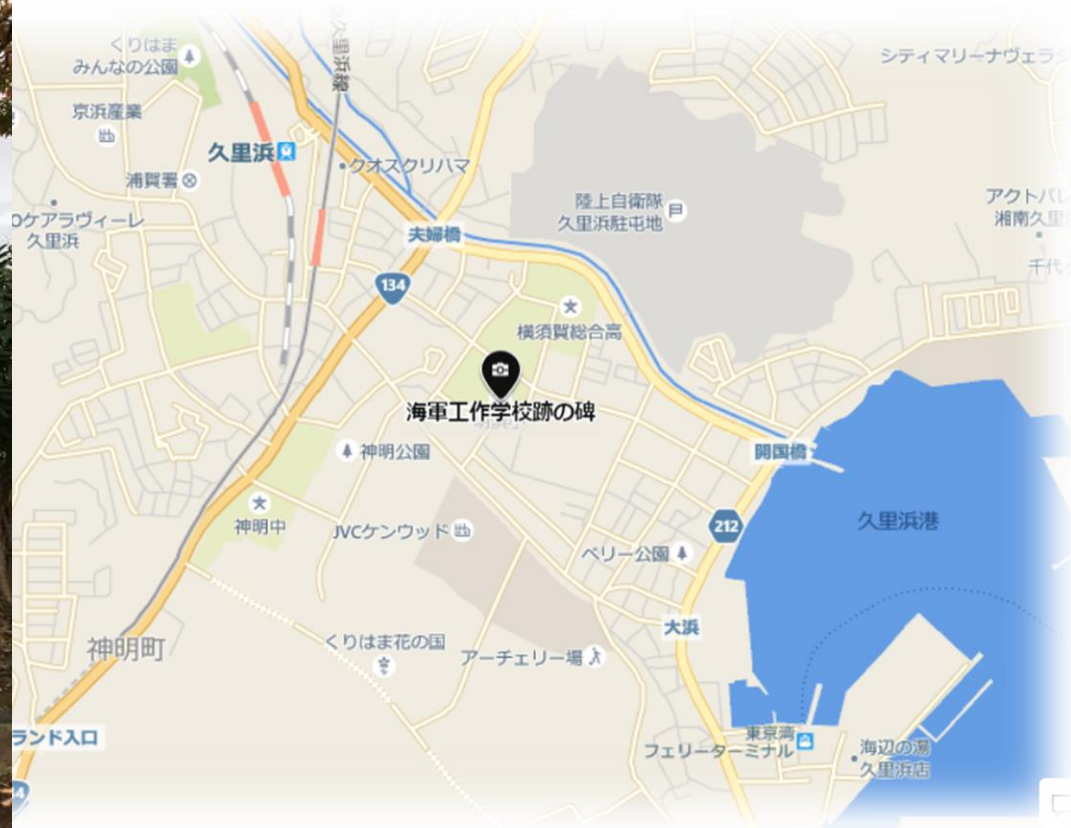 くりはま
みんなの公園
久里浜線
シティマリーナヴェラシ
京浜産業
久里浜
クオスクリハマ
浦賀署
陸上自衛隊
久里浜駐屯地
アクトパレ
湘南久里
ケアラヴィーレ
久里浜
夫婦橋
千代
134
横須賀総合高
海軍工作学校跡の碑
神明公園
開国橋
神明中
JVCケンウッド
212
久里浜港
ペリー公園
大浜
神明町
くりはま花の国
アーチェリー場
ランド入口
東京湾
フェリーターミナル
海辺の湯
久里浜店